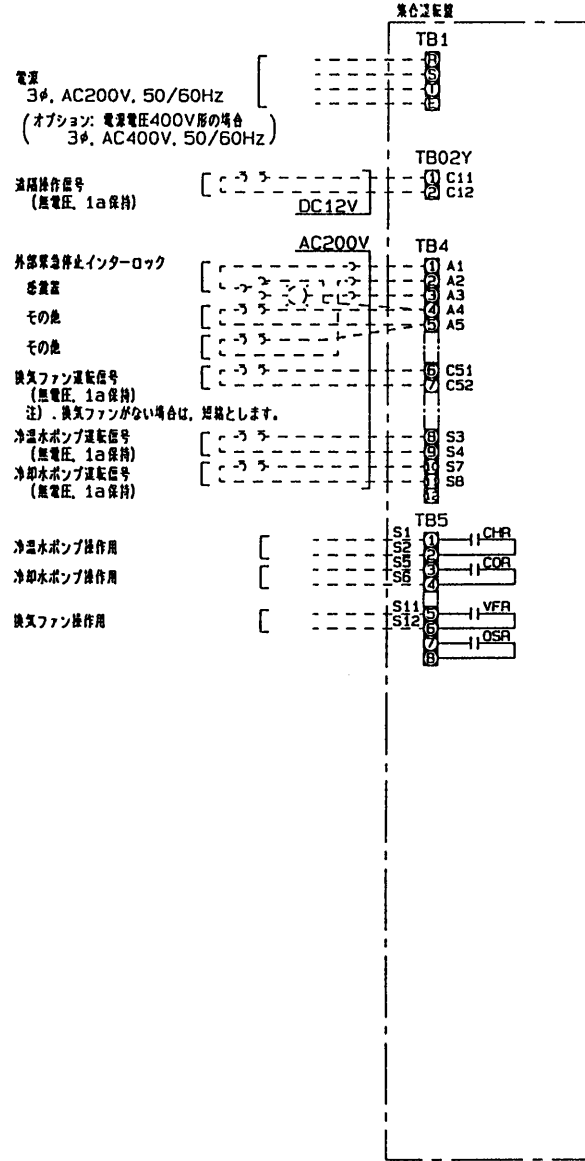 集合運転盤
TB1
R
S
T
E
電源
3φ, AC200V, 50/60Hz
(オプション: 電源電圧400V形の場合
3φ, AC400V, 50/60Hz)
TB02Y
① C11
② C12
遠隔操作信号
(無電圧, 1a保持)
DC12V
AC200V
TB4
外部緊急停止インターロック
感震器
その他
その他
① A1
② A2
③ A3
④ A4
⑤ A5
換気ファン運転信号
(無電圧, 1a保持)
注).換気ファンがない場合は, 短絡とします。
⑥ C51
⑦ C52
冷温水ポンプ運転信号
(無電圧, 1a保持)
冷却水ポンプ運転信号
(無電圧, 1a保持)
⑧ S3
⑨ S4
⑩ S7
⑪ S8
12
TB5
冷温水ポンプ操作用
S1 ① CHR
S2 ②
冷却水ポンプ操作用
S5 ③ COR
S6 ④
換気ファン操作用
S11 ⑤ VFR
S12 ⑥
⑦ OSR
⑧